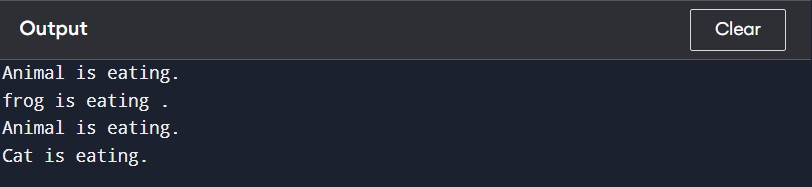 Output
Clear
Animal is eating.
frog is eating .
Animal is eating.
Cat is eating.